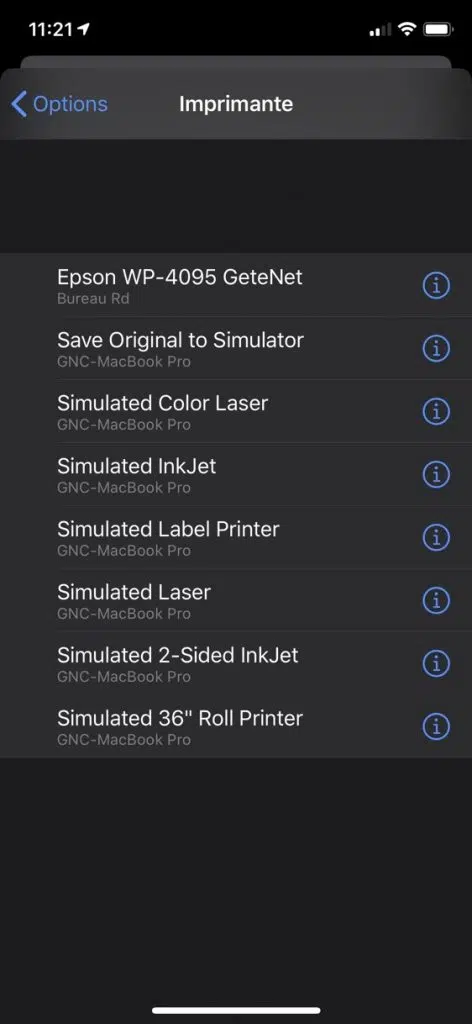 11:21
Options
Imprimante
Epson WP-4095 GeteNet
Bureau Rd
Save Original to Simulator
GNC-MacBook Pro
Simulated Color Laser
GNC-MacBook Pro
Simulated InkJet
GNC-MacBook Pro
Simulated Label Printer
GNC-MacBook Pro
Simulated Laser
GNC-MacBook Pro
Simulated 2-Sided InkJet
GNC-MacBook Pro
Simulated 36" Roll Printer
GNC-MacBook Pro